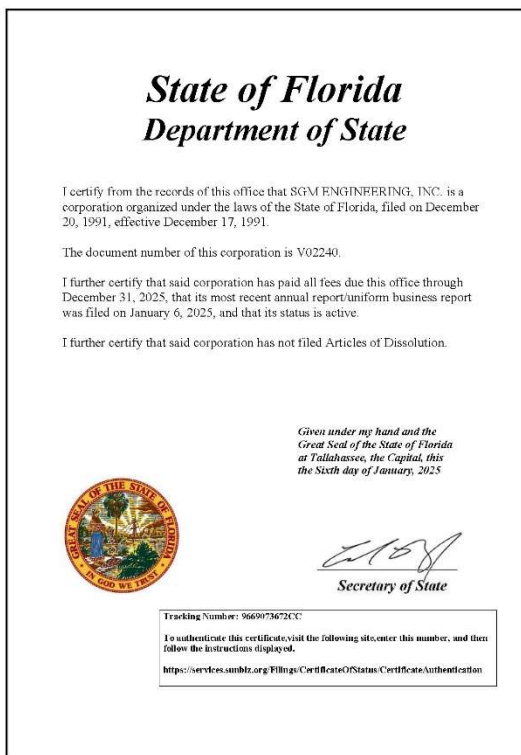 State of Florida
Department of State
I certify from the records of this office that SGM ENGINEERING, INC. is a
corporation organized under the laws of the State of Florida, filed on December
20, 1991, effective December 17, 1991.
The document number of this corporation is V02240.
I further certify that said corporation has paid all fees due this office through
December 31, 2025, that its most recent annual report/uniform business report
was filed on January 6, 2025, and that its status is active.
I further certify that said corporation has not filed Articles of Dissolution.
Given under my hand and the
Great Seal of the State of Florida
at Tallahassee, the Capital, this
the Sixth day of January, 2025
GREAT SEAL OF THE STATE OF FLORIDA
IN GOD WE TRUST
Secretary of State
Tracking Number: 9669073672CC
To authenticate this certificate,visit the following site,enter this number, and then
follow the instructions displayed.
https://services.sunbiz.org/Filings/CertificateOfStatus/CertificateAuthentication